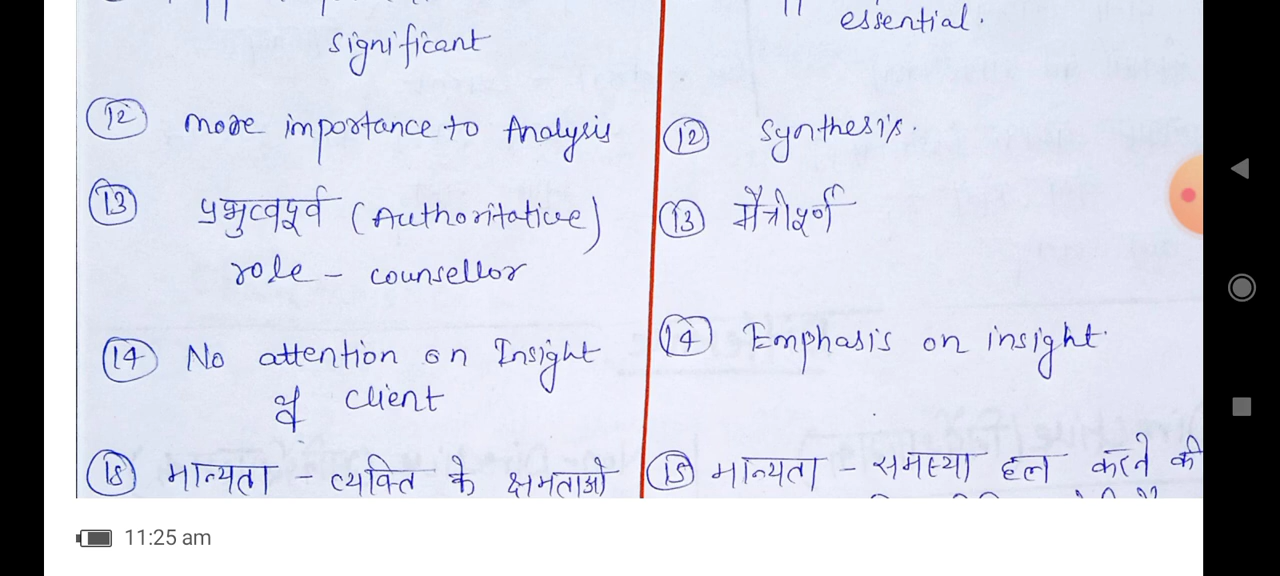 significant
essential.
12 more importance to Analysis
12 Synthesis.
13 प्रभुत्वपूर्व (Authoritative)
role - counsellor
13 मैत्रीपूर्ण
14 No attention on Insight
of client
14 Emphasis on insight.
15 मान्यता - व्यक्ति के क्षमताओ
15 मान्यता - समस्या हल करने की
11:25 am